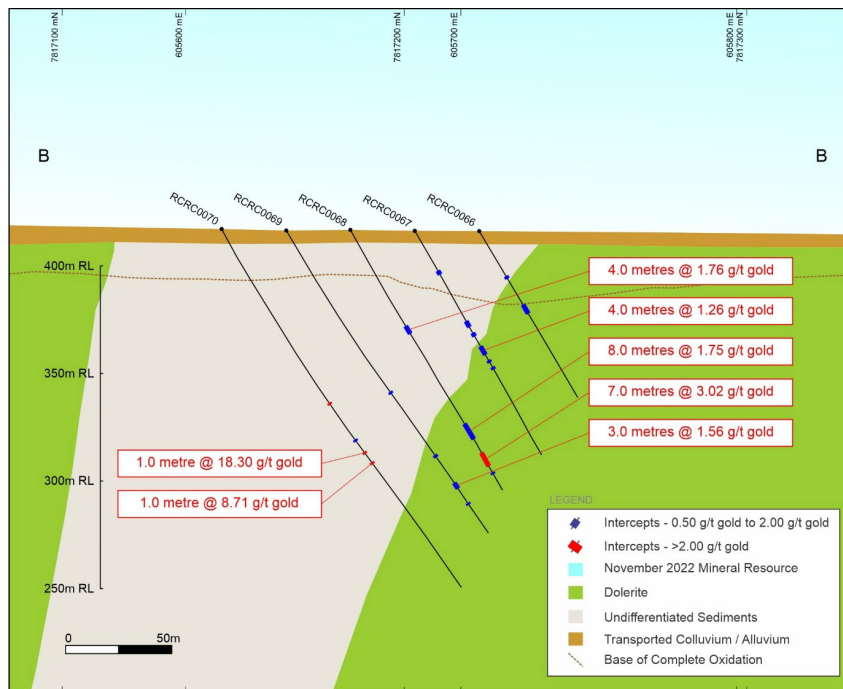 7817100 mN
605600 mE
7817200 mN
605700 mE
605800 mE
7817300 mN
B
B
RCRC0070
RCRC0069
RCRC0068
RCRC0067
RCRC0066
400m RL
350m RL
300m RL
250m RL
4.0 metres @ 1.76 g/t gold
4.0 metres @ 1.26 g/t gold
8.0 metres @ 1.75 g/t gold
7.0 metres @ 3.02 g/t gold
3.0 metres @ 1.56 g/t gold
1.0 metre @ 18.30 g/t gold
1.0 metre @ 8.71 g/t gold
0 50m
LEGEND
Intercepts - 0.50 g/t gold to 2.00 g/t gold
Intercepts - >2.00 g/t gold
November 2022 Mineral Resource
Dolerite
Undifferentiated Sediments
Transported Colluvium / Alluvium
Base of Complete Oxidation